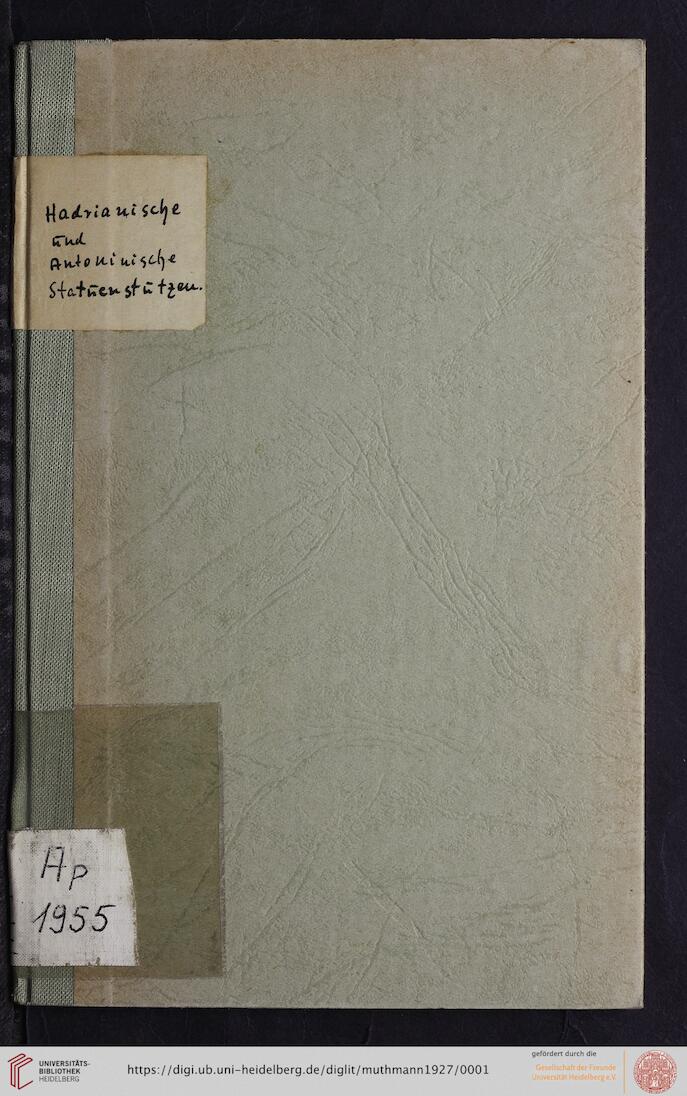 Hadrianische
und
Antoninische
Statuenstützen.
Ap
1955
UNIVERSITÄTS-
BIBLIOTHEK
HEIDELBERG
https://digi.ub.uni-heidelberg.de/diglit/muthmann1927/0001
gefördert durch die
Gesellschaft der Freunde
Universität Heidelberg e.V.